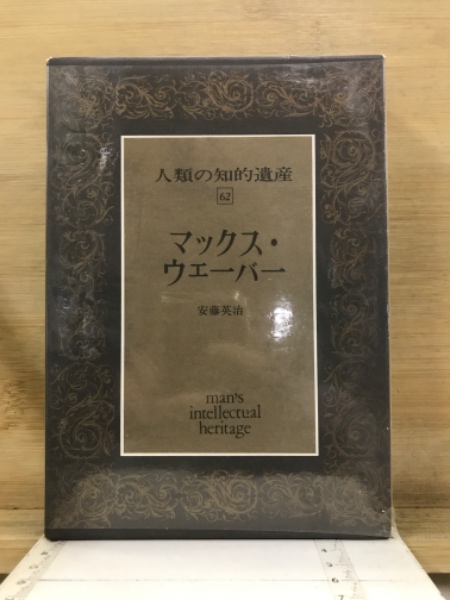 人類の知的遺産
62
マックス・
ウェーバー
安藤英治
man's
intellectual
heritage